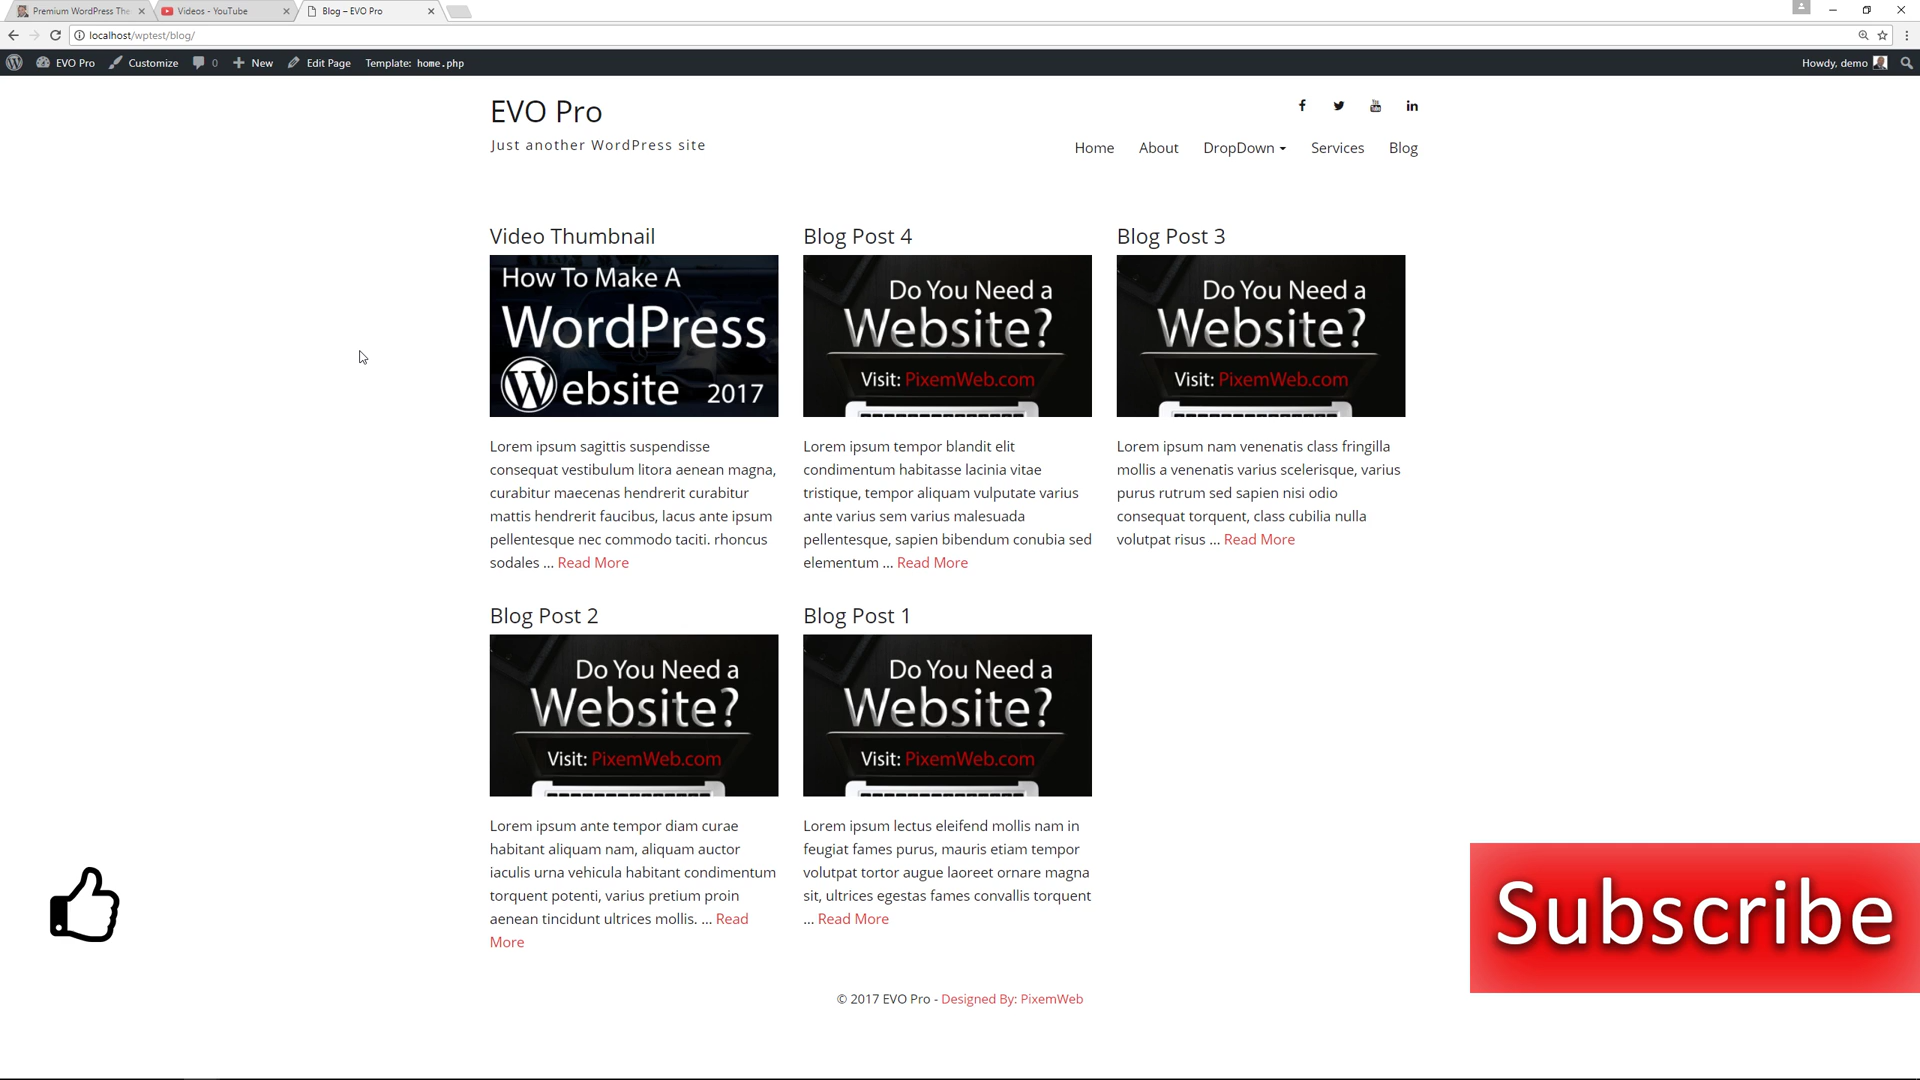 Premium WordPress The
Videos - YouTube
Blog – EVO Pro
localhost/wptest/blog/
EVO Pro
Customize
0
New
Edit Page
Template: home.php
Howdy, demo
EVO Pro
Just another WordPress site
Home
About
DropDown
Services
Blog
Video Thumbnail
How To Make A
WordPress
Website 2017
Lorem ipsum sagittis suspendisse
consequat vestibulum litora aenean magna,
curabitur maecenas hendrerit curabitur
mattis hendrerit faucibus, lacus ante ipsum
pellentesque nec commodo taciti. rhoncus
sodales ... Read More
Blog Post 4
Do You Need a
Website?
Visit: PixemWeb.com
Lorem ipsum tempor blandit elit
condimentum habitasse lacinia vitae
tristique, tempor aliquam vulputate varius
ante varius sem varius malesuada
pellentesque, sapien bibendum conubia sed
elementum ... Read More
Blog Post 3
Do You Need a
Website?
Visit: PixemWeb.com
Lorem ipsum nam venenatis class fringilla
mollis a venenatis varius scelerisque, varius
purus rutrum sed sapien nisi odio
consequat torquent, class cubilia nulla
volutpat risus ... Read More
Blog Post 2
Do You Need a
Website?
Visit: PixemWeb.com
Lorem ipsum ante tempor diam curae
habitant aliquam nam, aliquam auctor
iaculis urna vehicula habitant condimentum
torquent potenti, varius pretium proin
aenean tincidunt ultrices mollis. ... Read
More
Blog Post 1
Do You Need a
Website?
Visit: PixemWeb.com
Lorem ipsum lectus eleifend mollis nam in
feugiat fames purus, mauris etiam tempor
volutpat tortor augue laoreet ornare magna
sit, ultrices egestas fames convallis torquent
... Read More
Subscribe
© 2017 EVO Pro - Designed By: PixemWeb